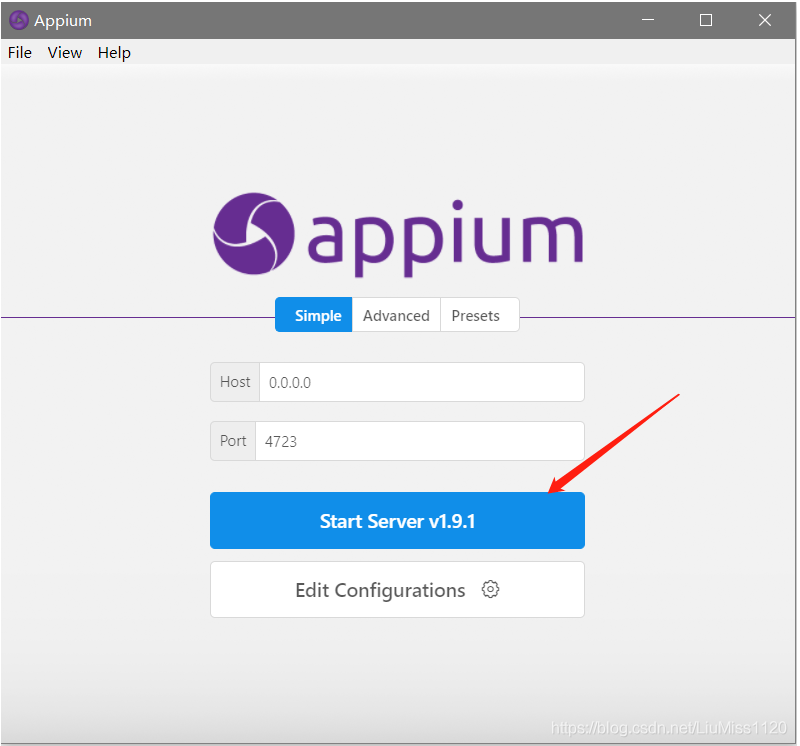 Appium
File View Help
appium
Simple Advanced Presets
Host 0.0.0.0
Port 4723
Start Server v1.9.1
Edit Configurations
https://blog.csdn.net/LiuMiss1120